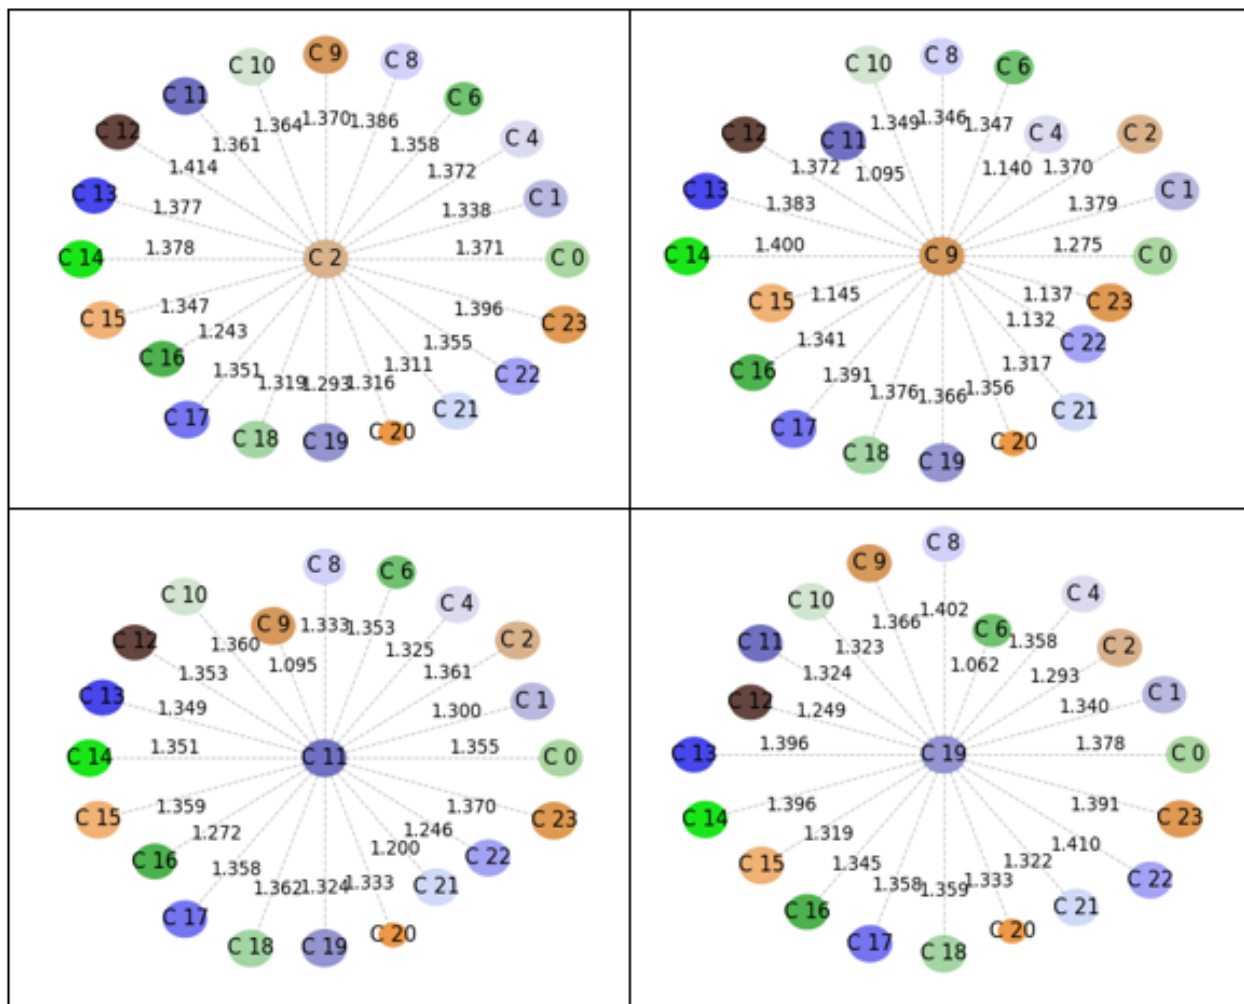 C 9
C 10
C 8
C 11
C 6
C 12
C 4
1.364
1.370
1.386
1.361
1.358
1.414
1.372
C 13
C 1
1.377
1.338
C 14
1.378
C 2
1.371
C 0
1.347
1.396
C 15
C 23
1.243
1.355
C 16
1.351
1.311
C 22
1.319
1.293
1.316
C 17
C 21
C 18
C 19
C 20
C 8
C 10
C 6
C 12
C 11
1.349
1.346
1.347
C 4
C 2
1.372
1.095
1.140
1.370
C 13
C 1
1.383
1.379
C 14
1.400
C 9
1.275
C 0
C 15
1.145
1.137
C 23
1.132
1.341
C 22
C 16
1.391
1.317
1.376
1.366
1.356
C 17
C 21
C 18
C 19
C 20
C 8
C 6
C 10
C 4
C 9
1.333
1.353
C 12
1.360
1.325
C 2
1.353
1.095
1.361
C 13
C 1
1.349
1.300
C 14
1.351
C 11
1.355
C 0
1.359
1.370
C 15
C 23
1.272
1.246
C 16
1.200
C 22
1.358
1.362
1.324
1.333
C 21
C 17
C 18
C 19
C 20
C 8
C 9
C 10
C 4
1.366
1.402
C 6
C 11
1.323
1.358
C 2
1.324
1.062
1.293
C 12
C 1
1.249
1.340
C 13
1.396
C 19
1.378
C 0
1.396
1.391
C 14
C 23
1.319
1.410
C 15
1.345
1.322
C 22
1.358
1.359
1.333
C 16
C 21
C 17
C 18
C 20